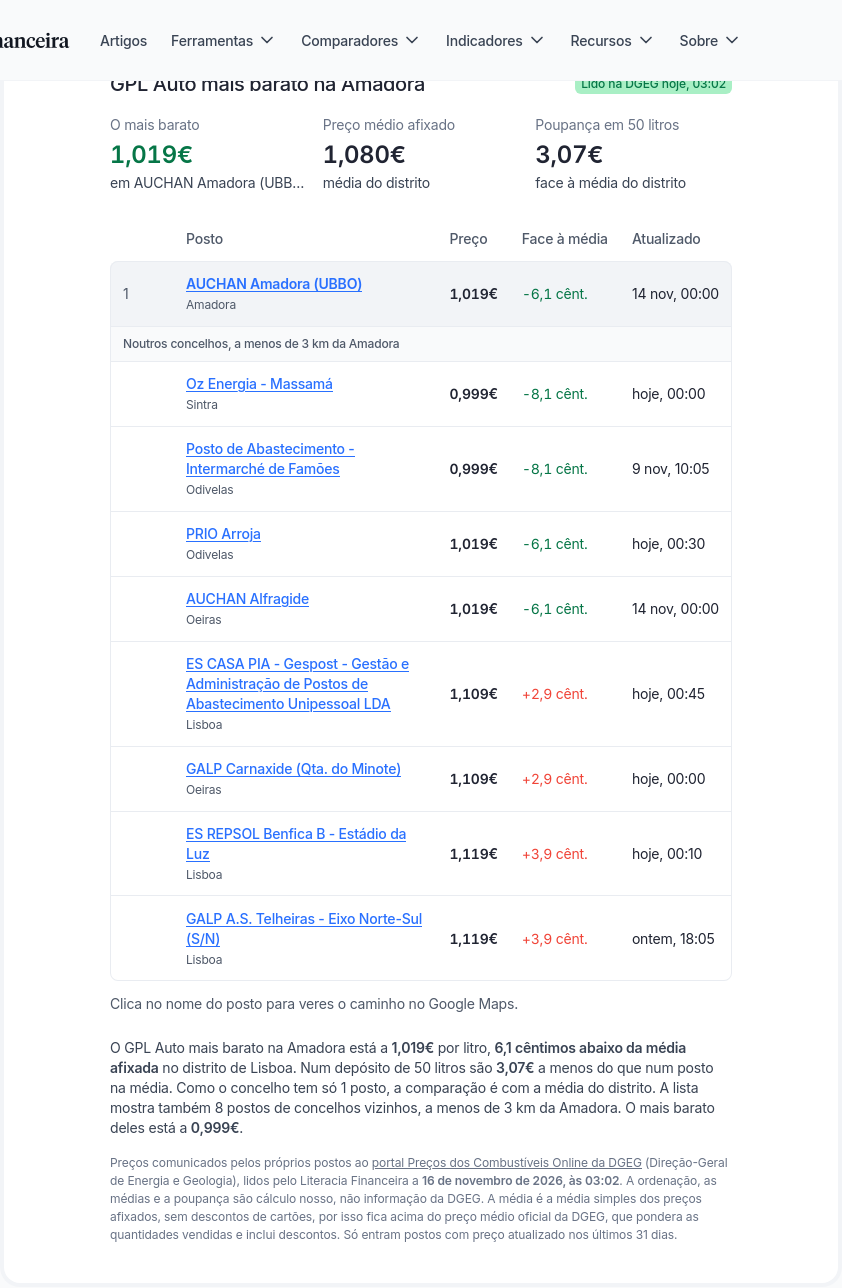 nanceira Artigos Ferramentas Comparadores Indicadores Recursos Sobre
GPL Auto mais barato na Amadora Lido na DGEG hoje, 03:02
O mais barato Preço médio afixado Poupança em 50 litros
1,019€ 1,080€ 3,07€
em AUCHAN Amadora (UBB... média do distrito face à média do distrito
Posto Preço Face à média Atualizado
1 AUCHAN Amadora (UBBO) 1,019€ -6,1 cênt. 14 nov, 00:00
Amadora
Noutros concelhos, a menos de 3 km da Amadora
Oz Energia - Massamá 0,999€ -8,1 cênt. hoje, 00:00
Sintra
Posto de Abastecimento -
Intermarché de Famões 0,999€ -8,1 cênt. 9 nov, 10:05
Odivelas
PRIO Arroja 1,019€ -6,1 cênt. hoje, 00:30
Odivelas
AUCHAN Alfragide 1,019€ -6,1 cênt. 14 nov, 00:00
Oeiras
ES CASA PIA - Gespost - Gestão e
Administração de Postos de 1,109€ +2,9 cênt. hoje, 00:45
Abastecimento Unipessoal LDA
Lisboa
GALP Carnaxide (Qta. do Minote) 1,109€ +2,9 cênt. hoje, 00:00
Oeiras
ES REPSOL Benfica B - Estádio da
Luz 1,119€ +3,9 cênt. hoje, 00:10
Lisboa
GALP A.S. Telheiras - Eixo Norte-Sul
(S/N) 1,119€ +3,9 cênt. ontem, 18:05
Lisboa
Clica no nome do posto para veres o caminho no Google Maps.
O GPL Auto mais barato na Amadora está a 1,019€ por litro, 6,1 cêntimos abaixo da média
afixada no distrito de Lisboa. Num depósito de 50 litros são 3,07€ a menos do que num posto
na média. Como o concelho tem só 1 posto, a comparação é com a média do distrito. A lista
mostra também 8 postos de concelhos vizinhos, a menos de 3 km da Amadora. O mais barato
deles está a 0,999€.
Preços comunicados pelos próprios postos ao portal Preços dos Combustíveis Online da DGEG (Direção-Geral
de Energia e Geologia), lidos pelo Literacia Financeira a 16 de novembro de 2026, às 03:02. A ordenação, as
médias e a poupança são cálculo nosso, não informação da DGEG. A média é a média simples dos preços
afixados, sem descontos de cartões, por isso fica acima do preço médio oficial da DGEG, que pondera as
quantidades vendidas e inclui descontos. Só entram postos com preço atualizado nos últimos 31 dias.